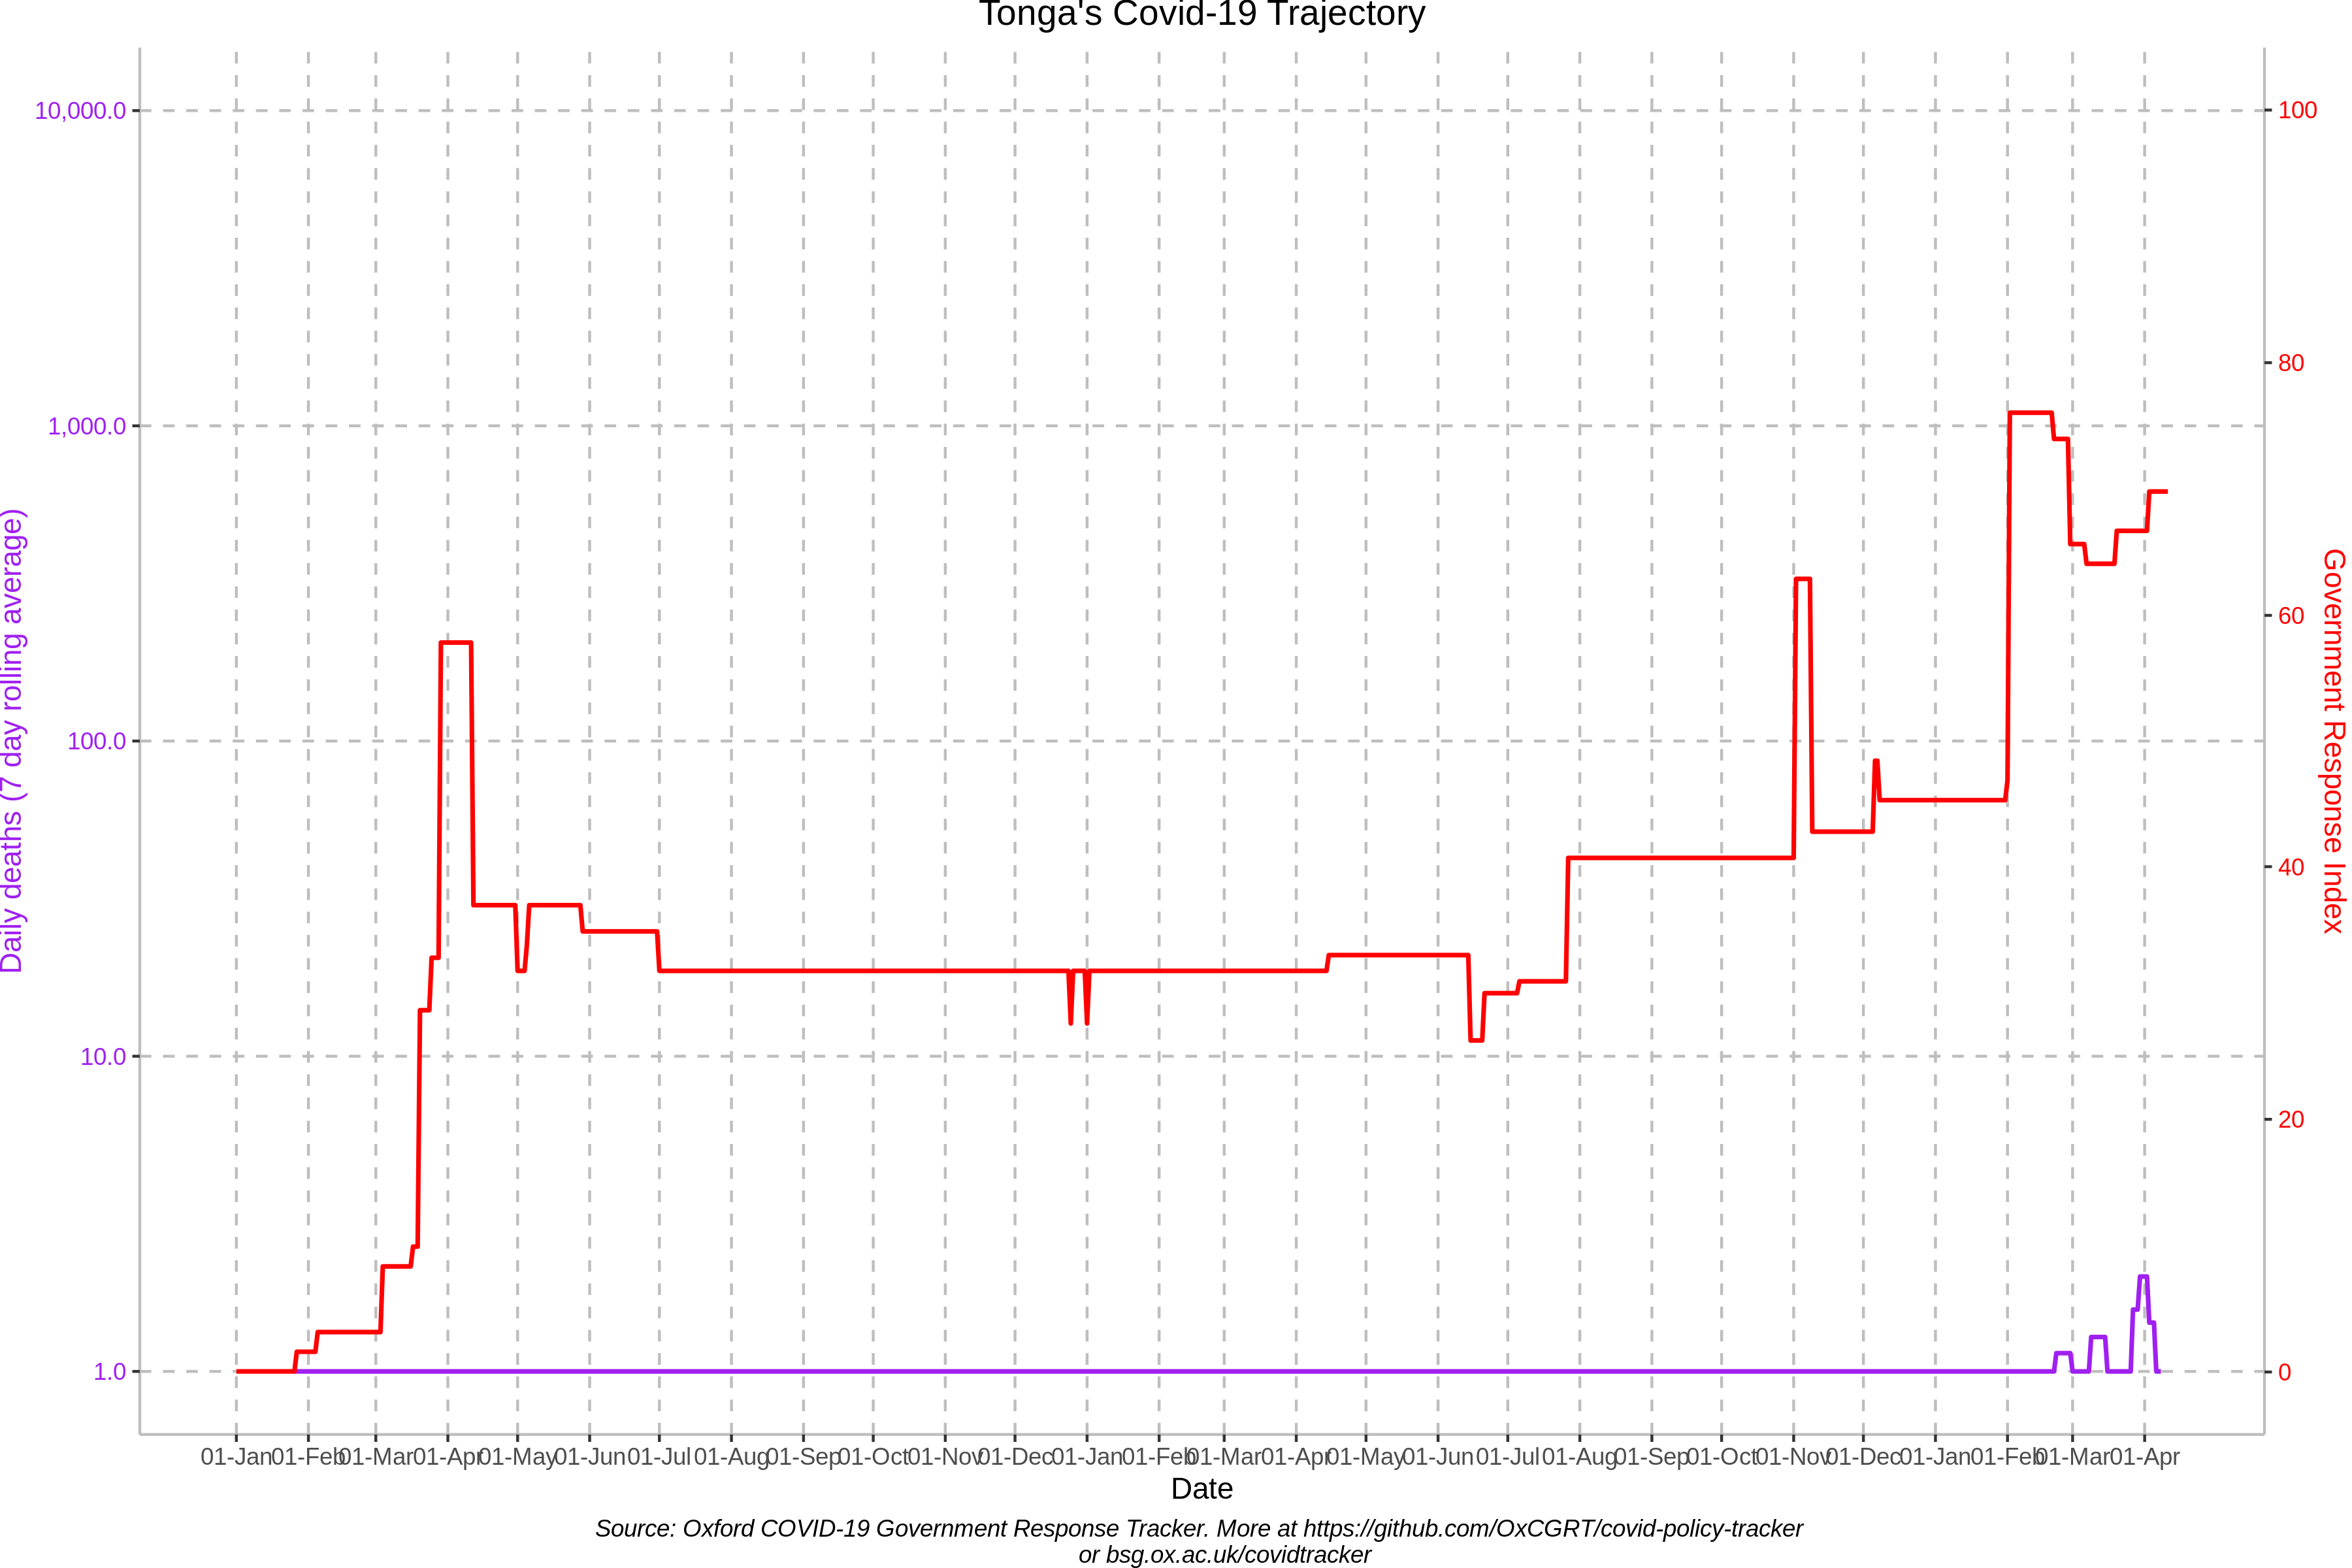 Tonga's Covid-19 Trajectory
10,000.0
1,000.0
100.0
10.0
1.0
Daily deaths (7 day rolling average)
100
80
60
40
20
0
Government Response Index
01-Jan 01-Feb 01-Mar 01-Apr 01-May 01-Jun 01-Jul 01-Aug 01-Sep 01-Oct 01-Nov 01-Dec 01-Jan 01-Feb 01-Mar 01-Apr 01-May 01-Jun 01-Jul 01-Aug 01-Sep 01-Oct 01-Nov 01-Dec 01-Jan 01-Feb 01-Mar 01-Apr
Date
Source: Oxford COVID-19 Government Response Tracker. More at https://github.com/OxCGRT/covid-policy-tracker
or bsg.ox.ac.uk/covidtracker